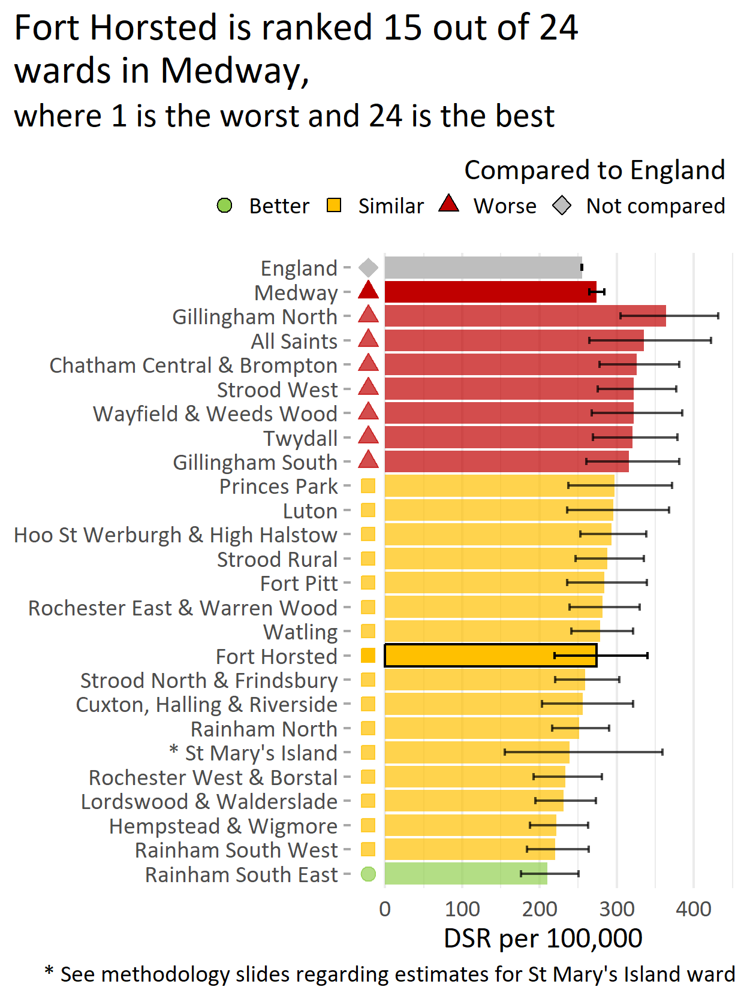 Fort Horsted is ranked 15 out of 24
wards in Medway,
where 1 is the worst and 24 is the best
Compared to England
Better Similar Worse Not compared
England
Medway
Gillingham North
All Saints
Chatham Central & Brompton
Strood West
Wayfield & Weeds Wood
Twydall
Gillingham South
Princes Park
Luton
Hoo St Werburgh & High Halstow
Strood Rural
Fort Pitt
Rochester East & Warren Wood
Watling
Fort Horsted
Strood North & Frindsbury
Cuxton, Halling & Riverside
Rainham North
* St Mary's Island
Rochester West & Borstal
Lordswood & Walderslade
Hempstead & Wigmore
Rainham South West
Rainham South East
0 100 200 300 400
DSR per 100,000
* See methodology slides regarding estimates for St Mary's Island ward